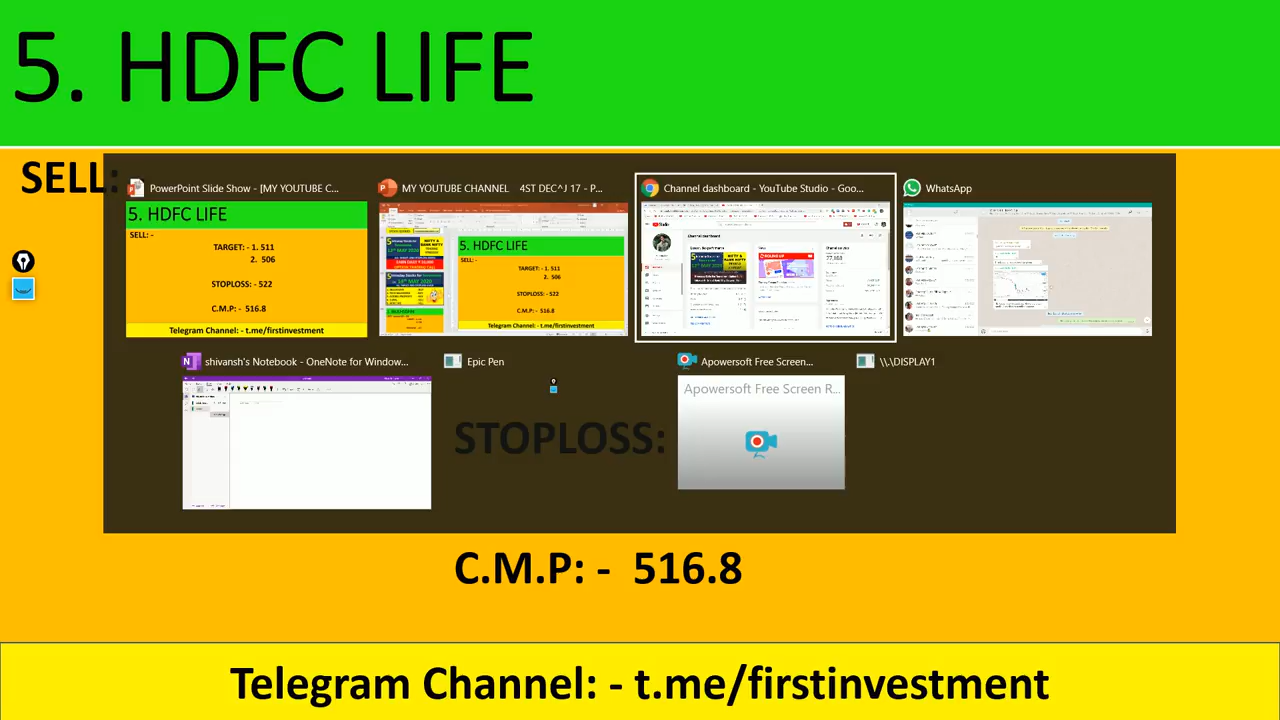 5. HDFC LIFE
SELL:
PowerPoint Slide Show - [MY YOUTUBE C...
MY YOUTUBE CHANNEL 4ST DEC^J 17 - P...
Channel dashboard - YouTube Studio - Goo...
WhatsApp
5. HDFC LIFE
SELL: -
TARGET: - 1. 511
2. 506
STOPLOSS: - 522
C.M.P: - 516.8
Telegram Channel: - t.me/firstinvestment
5. HDFC LIFE
SELL: -
TARGET: - 1. 511
2. 506
STOPLOSS: - 522
C.M.P: - 516.8
Telegram Channel: - t.me/firstinvestment
Channel dashboard
shivansh's Notebook - OneNote for Window...
Epic Pen
Apowersoft Free Screen...
\\.\DISPLAY1
Apowersoft Free Screen R...
STOPLOSS:
C.M.P: - 516.8
Telegram Channel: - t.me/firstinvestment